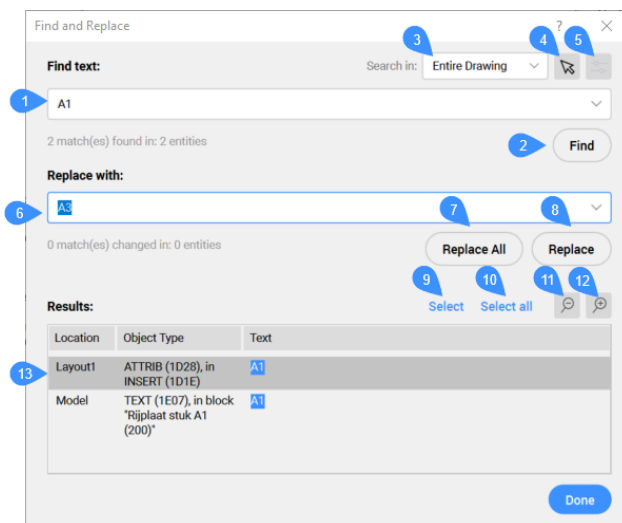 Find and Replace ? ×
3 4 5
Find text: Search in: Entire Drawing
1 A1
2 match(es) found in: 2 entities 2 Find
Replace with:
6 A3 7 8
0 match(es) changed in: 0 entities Replace All Replace
9 10 11 12
Results: Select Select all
Location Object Type Text
13 Layout1 ATTRIB (1D28), in A1
INSERT (1D1E)
Model TEXT (1E07), in block A1
"Rijplaat stuk A1
(200)"
Done